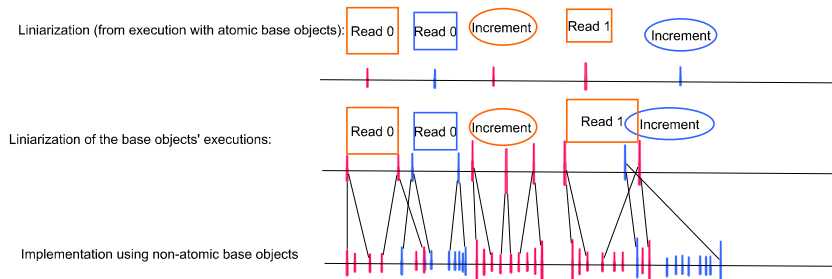 Liniarization (from execution with atomic base objects):
Read 0
Read 0
Increment
Read 1
Increment
Liniarization of the base objects' executions:
Read 0
Read 0
Increment
Read 1
Increment
Implementation using non-atomic base objects